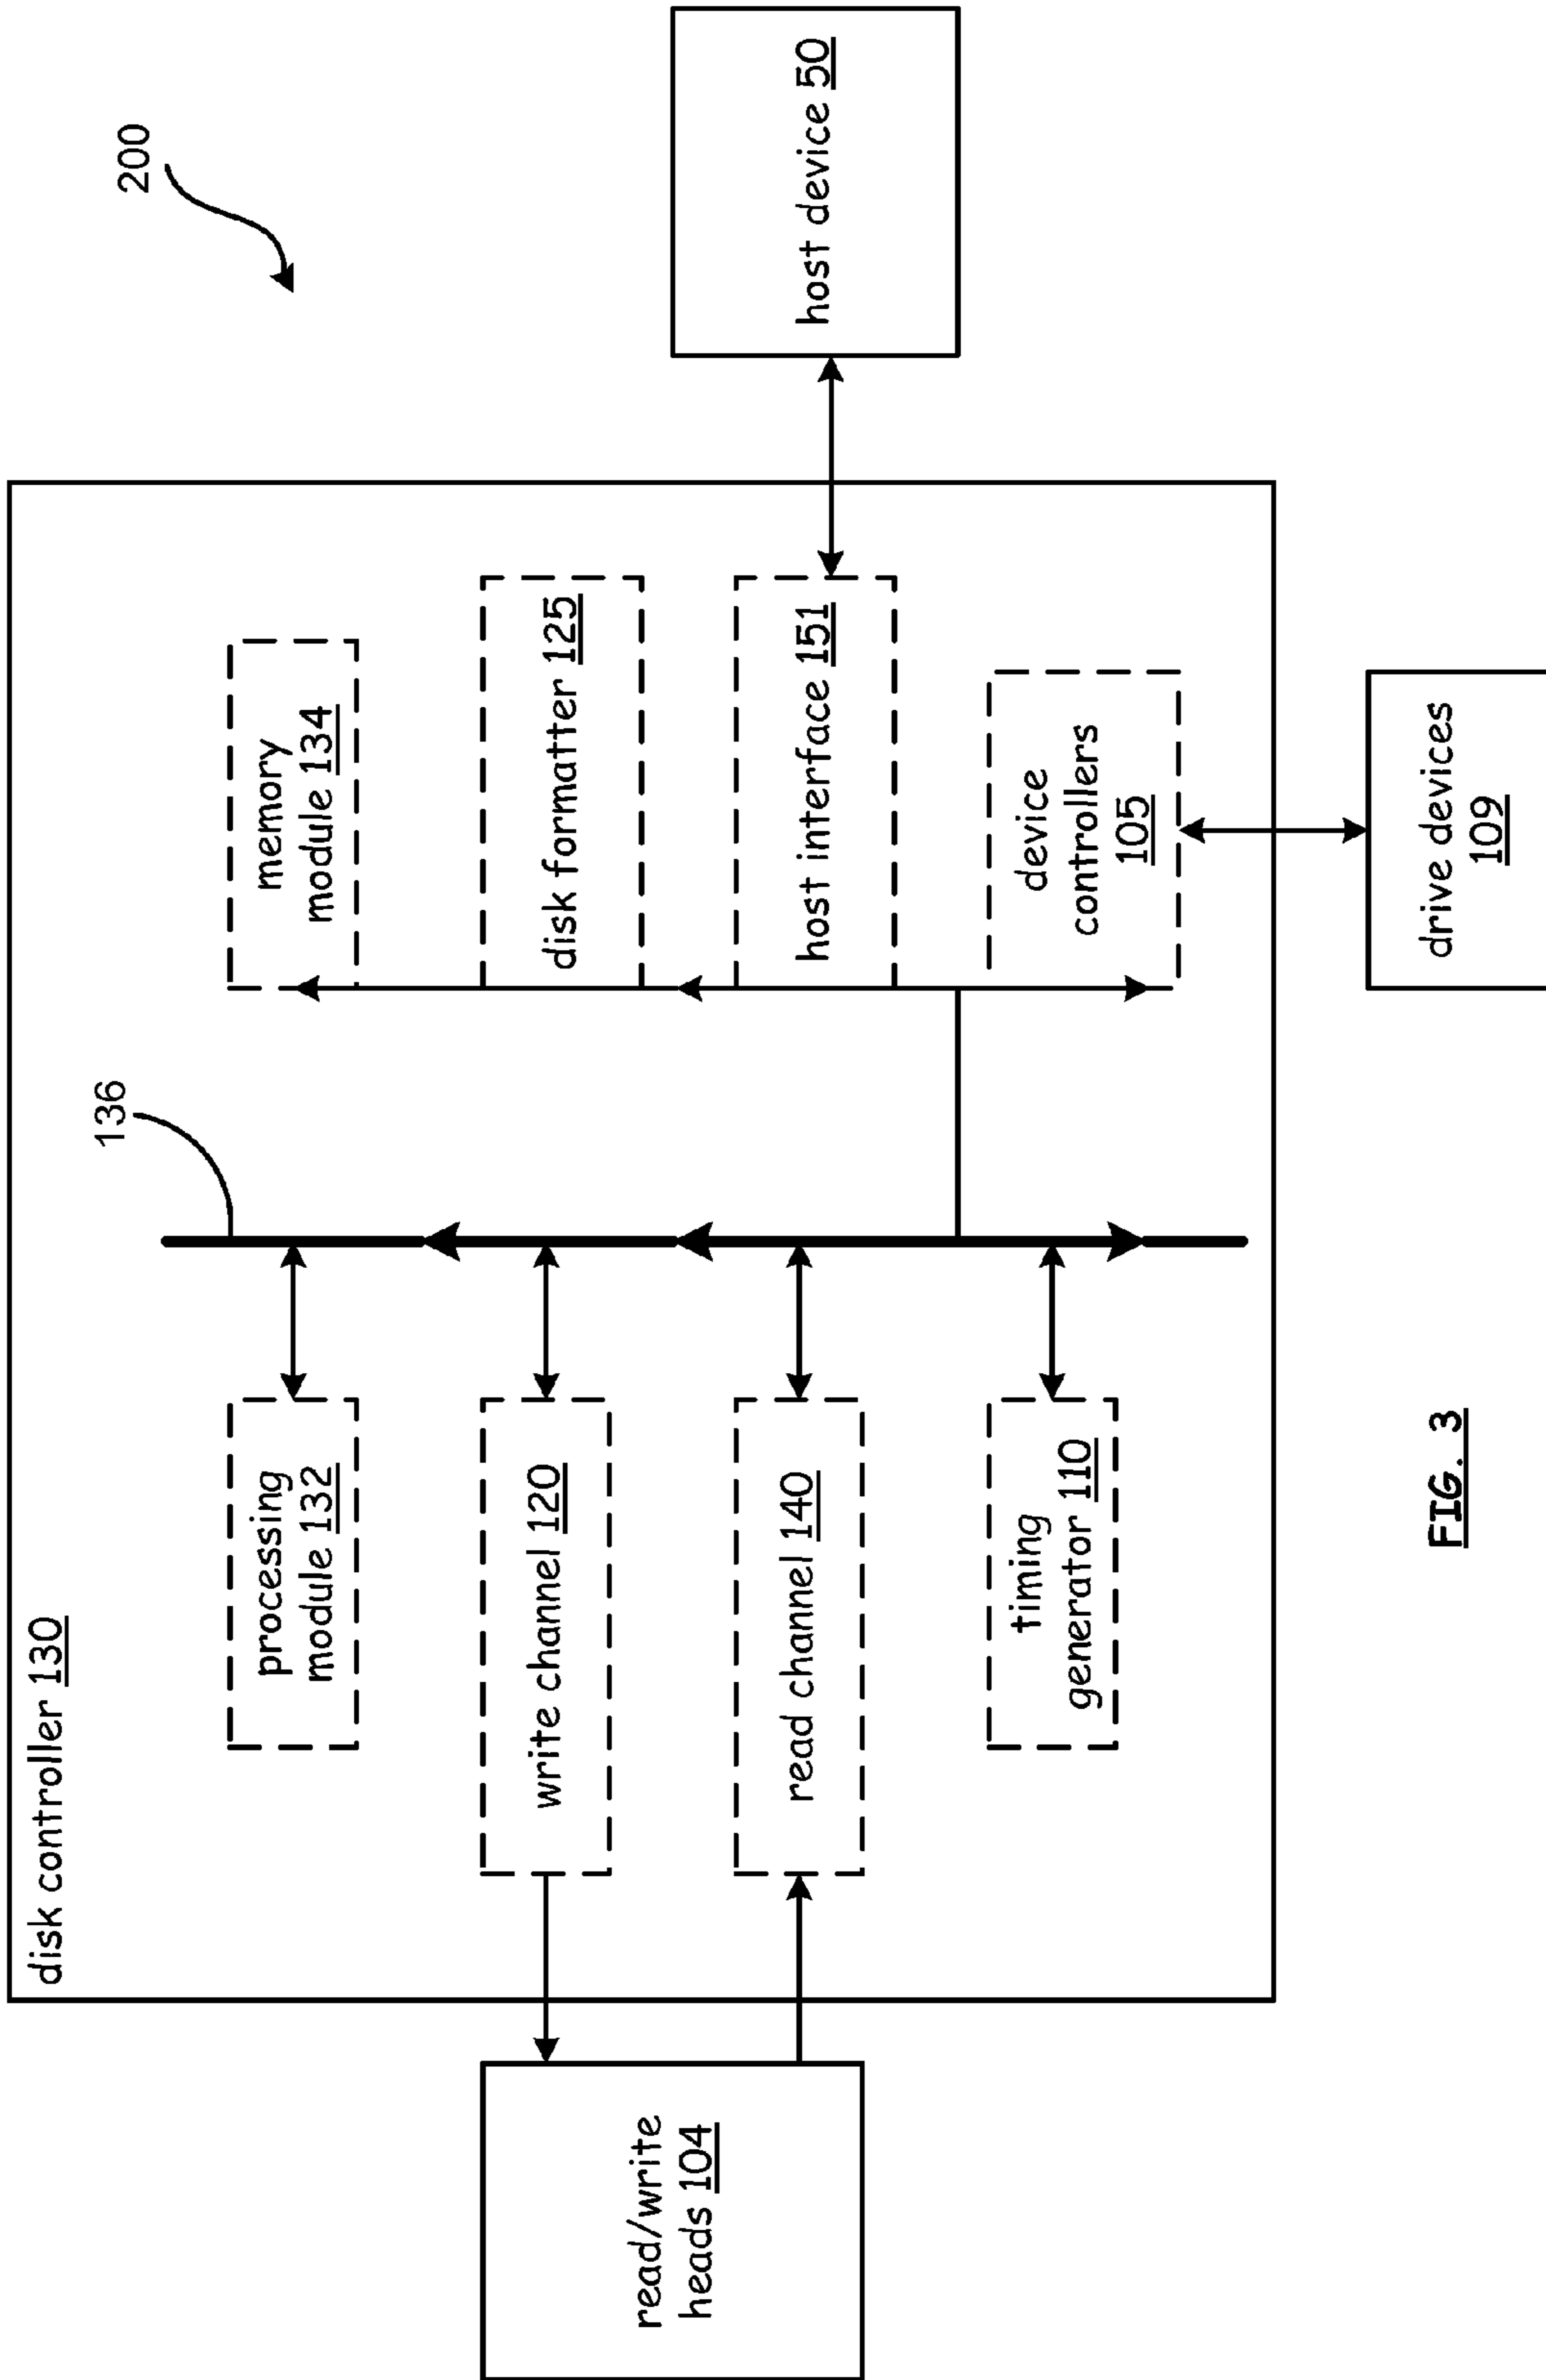 200
disk controller 130
136
processing
module 132
memory
module 134
write channel 120
disk formatter 125
read/write
heads 104
read channel 140
host interface 151
host device 50
timing
generator 110
device
controllers
105
drive devices
109
FIG. 3